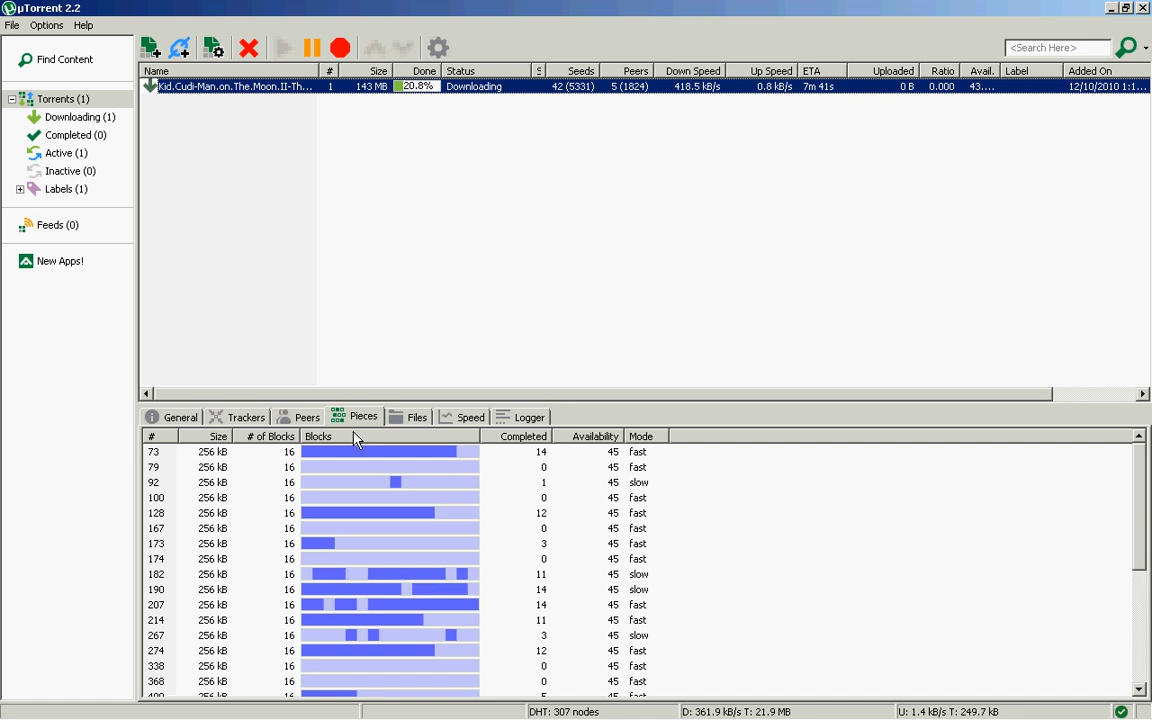 µTorrent 2.2
File Options Help
<Search Here>
Find Content
Torrents (1)
Downloading (1)
Completed (0)
Active (1)
Inactive (0)
Labels (1)
Feeds (0)
New Apps!
Name # Size Done Status S Seeds Peers Down Speed Up Speed ETA Uploaded Ratio Avail. Label Added On
Kid.Cudi-Man.on.The.Moon.II-Th... 1 143 MB 20.8% Downloading 42 (5331) 5 (1824) 418.5 kB/s 0.8 kB/s 7m 41s 0 B 0.000 43.... 12/10/2010 1:1...
General Trackers Peers Pieces Files Speed Logger
# Size # of Blocks Blocks Completed Availability Mode
73 256 kB 16 14 45 fast
79 256 kB 16 0 45 fast
92 256 kB 16 1 45 slow
100 256 kB 16 0 45 fast
128 256 kB 16 12 45 fast
167 256 kB 16 0 45 fast
173 256 kB 16 3 45 fast
174 256 kB 16 0 45 fast
182 256 kB 16 11 45 slow
190 256 kB 16 14 45 slow
207 256 kB 16 14 45 fast
214 256 kB 16 11 45 fast
267 256 kB 16 3 45 slow
274 256 kB 16 12 45 fast
338 256 kB 16 0 45 fast
368 256 kB 16 0 45 fast
256 kB 16 5 45 fast
DHT: 307 nodes D: 361.9 kB/s T: 21.9 MB U: 1.4 kB/s T: 249.7 kB